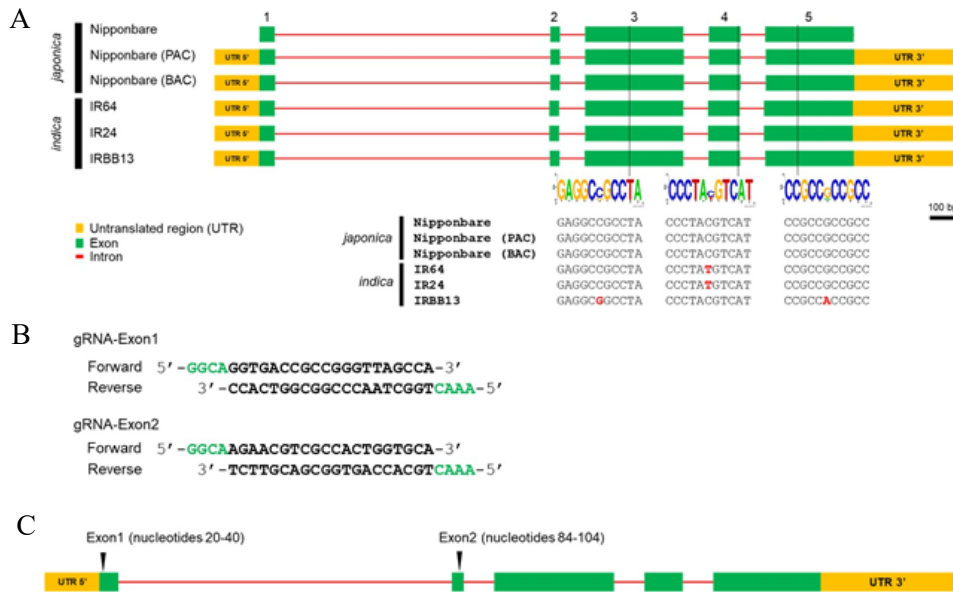 A
1 2 3 4 5
japonica
Nipponbare
Nipponbare (PAC) UTR 5' UTR 3'
Nipponbare (BAC) UTR 5' UTR 3'
indica
IR64 UTR 5' UTR 3'
IR24 UTR 5' UTR 3'
IRBB13 UTR 5' UTR 3'
GAGGCCGCCTA CCCTACGTCAT CCGCCGCCGCC
100 bp
Untranslated region (UTR)
Exon
Intron
japonica
Nipponbare GAGGCCGCCTA CCCTACGTCAT CCGCCGCCGCC
Nipponbare (PAC) GAGGCCGCCTA CCCTACGTCAT CCGCCGCCGCC
Nipponbare (BAC) GAGGCCGCCTA CCCTACGTCAT CCGCCGCCGCC
indica
IR64 GAGGCCGCCTA CCCTATGTCAT CCGCCGCCGCC
IR24 GAGGCCGCCTA CCCTATGTCAT CCGCCGCCGCC
IRBB13 GAGGCGGCCTA CCCTACGTCAT CCGCCACCGCC
B
gRNA-Exon1
Forward 5’-GGCAGGTGACCGCCGGGTTAGCCA-3’
Reverse 3’-CCACTGGCGGCCCAATCGGTCAAA-5’
gRNA-Exon2
Forward 5’-GGCAAGAACGTCGCCACTGGTGCA-3’
Reverse 3’-TCTTGCAGCGGTGACCACGTCAAA-5’
C
Exon1 (nucleotides 20-40) Exon2 (nucleotides 84-104)
UTR 5' UTR 3'